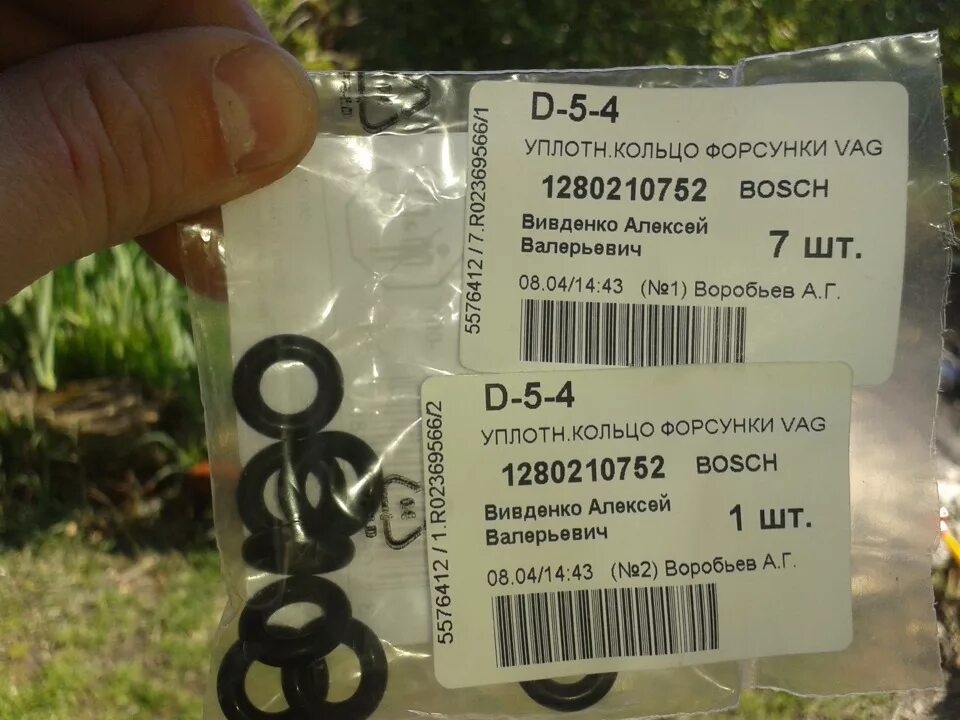 D-5-4
УПЛОТН.КОЛЬЦО ФОРСУНКИ VAG
1280210752 BOSCH
Вивденко Алексей
Валерьевич
7 шт.
08.04/14:43 (№1) Воробьев А.Г.
5576412 / 7.R02369566/1
D-5-4
УПЛОТН.КОЛЬЦО ФОРСУНКИ VAG
1280210752 BOSCH
Вивденко Алексей
Валерьевич
1 шт.
08.04/14:43 (№2) Воробьев А.Г.
5576412 / 1.R02369566/2